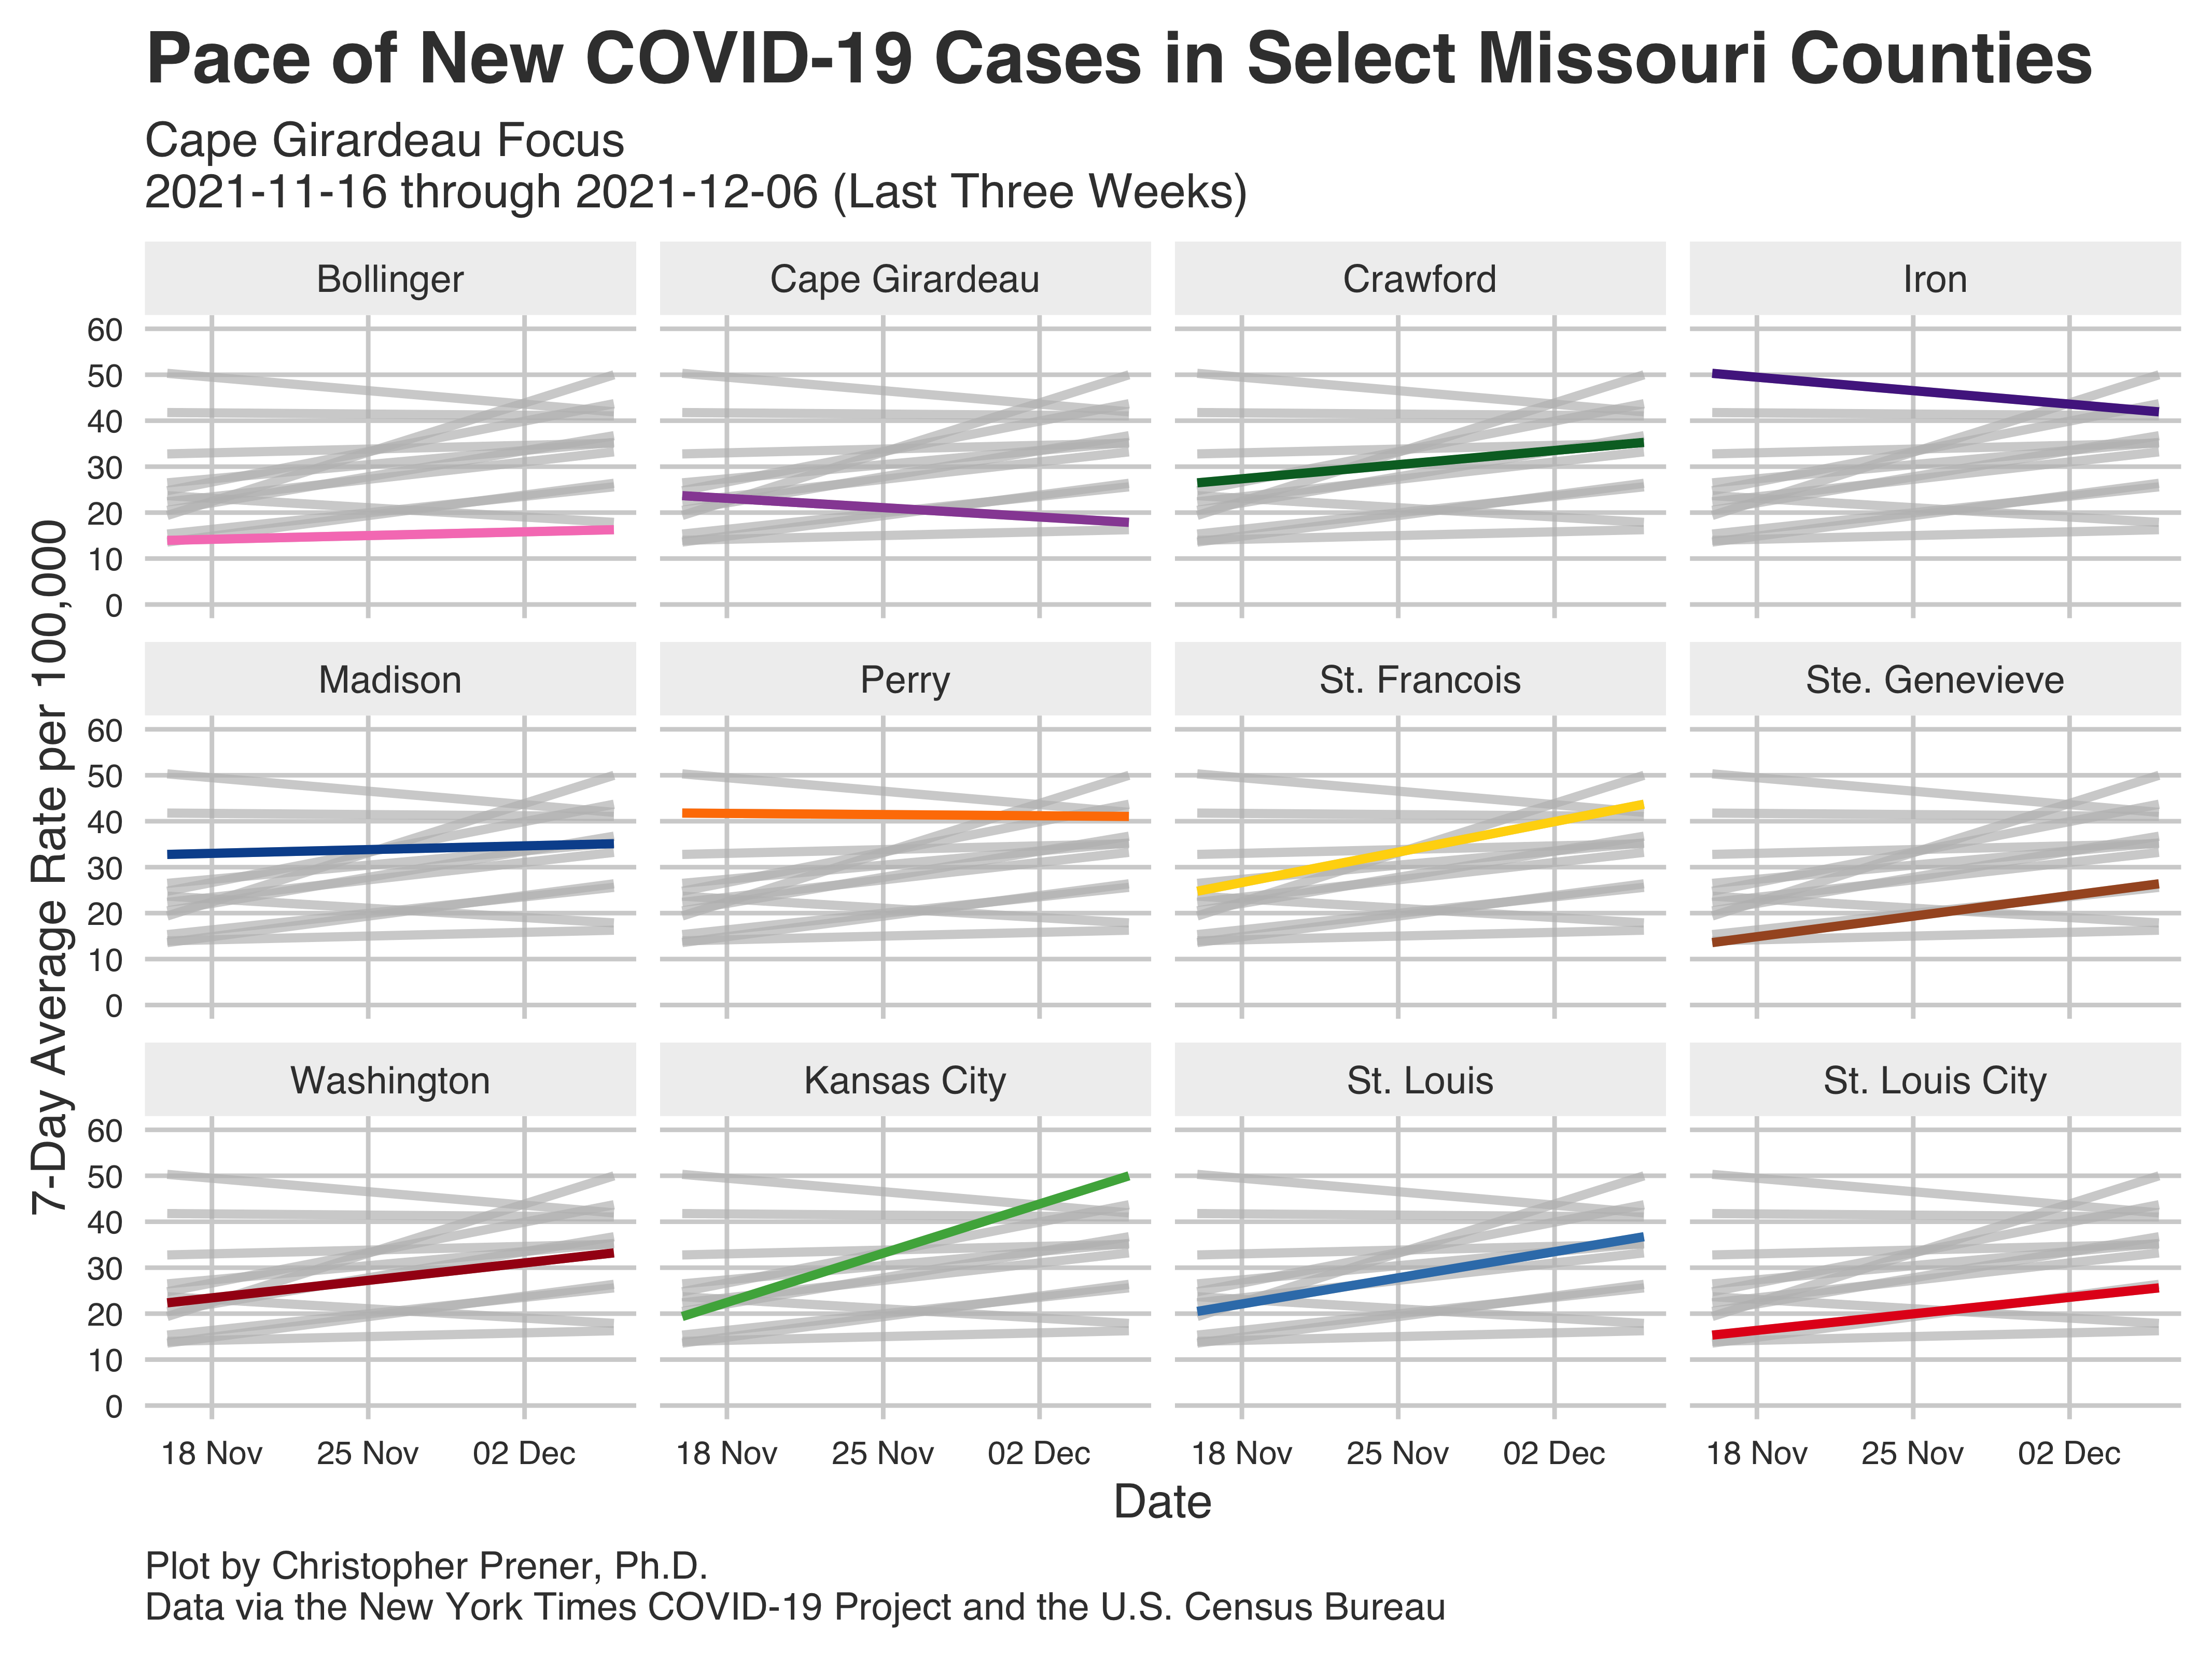 Pace of New COVID-19 Cases in Select Missouri Counties
Cape Girardeau Focus
2021-11-16 through 2021-12-06 (Last Three Weeks)
7-Day Average Rate per 100,000
Bollinger
Cape Girardeau
Crawford
Iron
60
50
40
30
20
10
0
Madison
Perry
St. Francois
Ste. Genevieve
60
50
40
30
20
10
0
Washington
Kansas City
St. Louis
St. Louis City
60
50
40
30
20
10
0
18 Nov 25 Nov 02 Dec
18 Nov 25 Nov 02 Dec
18 Nov 25 Nov 02 Dec
18 Nov 25 Nov 02 Dec
Date
Plot by Christopher Prener, Ph.D.
Data via the New York Times COVID-19 Project and the U.S. Census Bureau